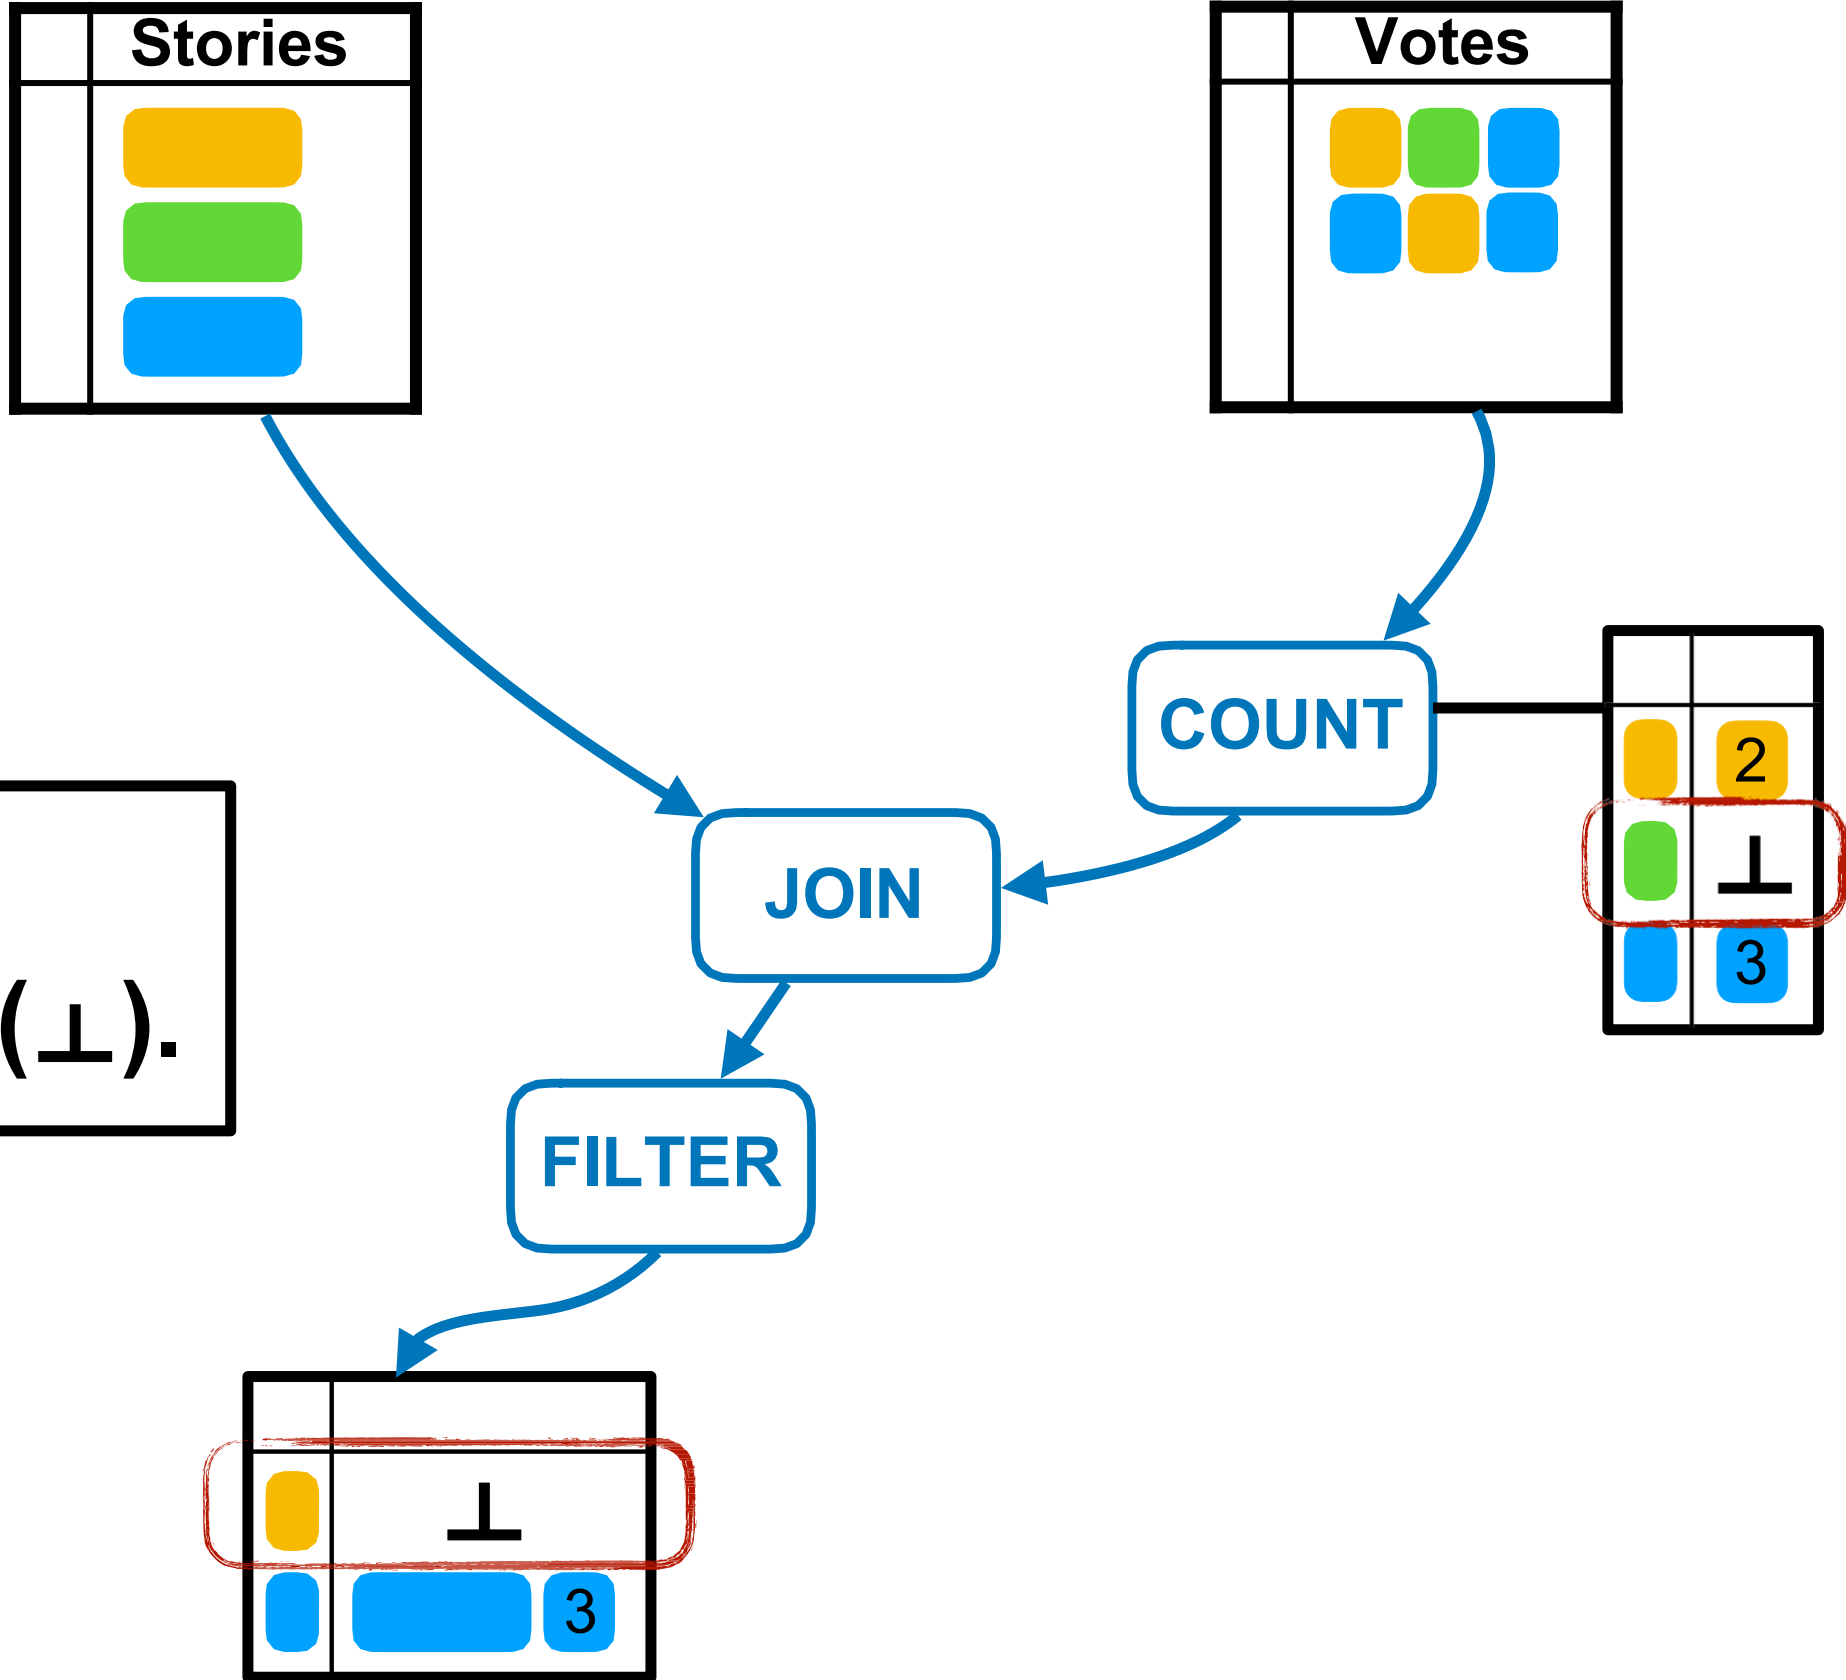 Stories
Votes
COUNT
2
⊥
3
JOIN
(⊥).
FILTER
⊥
3